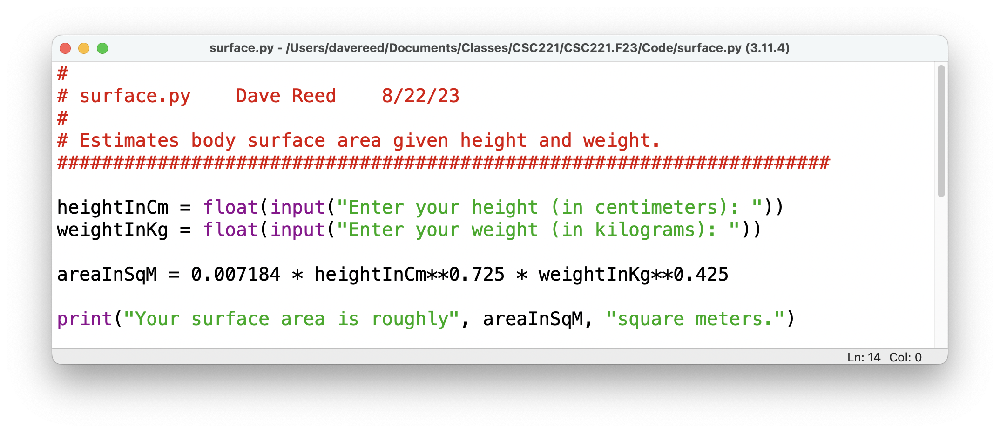 surface.py - /Users/davereed/Documents/Classes/CSC221/CSC221.F23/Code/surface.py (3.11.4)
#
# surface.py    Dave Reed    8/22/23
#
# Estimates body surface area given height and weight.
#####################################################################

heightInCm = float(input("Enter your height (in centimeters): "))
weightInKg = float(input("Enter your weight (in kilograms): "))

areaInSqM = 0.007184 * heightInCm**0.725 * weightInKg**0.425

print("Your surface area is roughly", areaInSqM, "square meters.")
Ln: 14 Col: 0